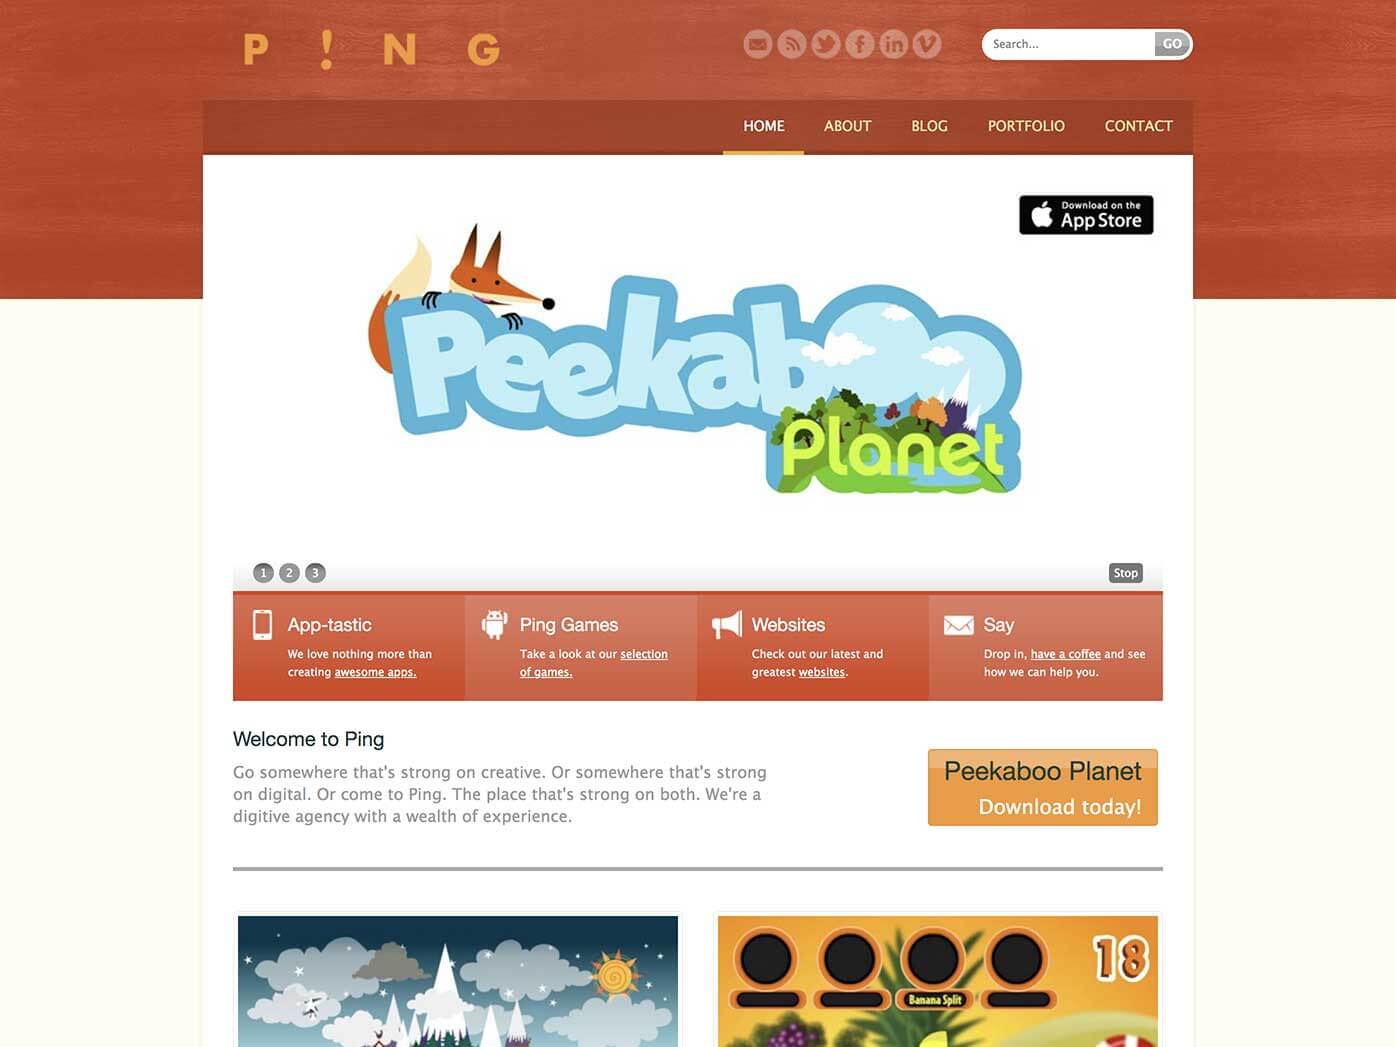 P!NG
Search...
GO
HOME
ABOUT
BLOG
PORTFOLIO
CONTACT
Download on the
App Store
Peekaboo
Planet
1 2 3
Stop
App-tastic
We love nothing more than
creating awesome apps.
Ping Games
Take a look at our selection
of games.
Websites
Check out our latest and
greatest websites.
Say
Drop in, have a coffee and see
how we can help you.
Welcome to Ping
Go somewhere that's strong on creative. Or somewhere that's strong
on digital. Or come to Ping. The place that's strong on both. We're a
digitive agency with a wealth of experience.
Peekaboo Planet
Download today!
18
Banana Split